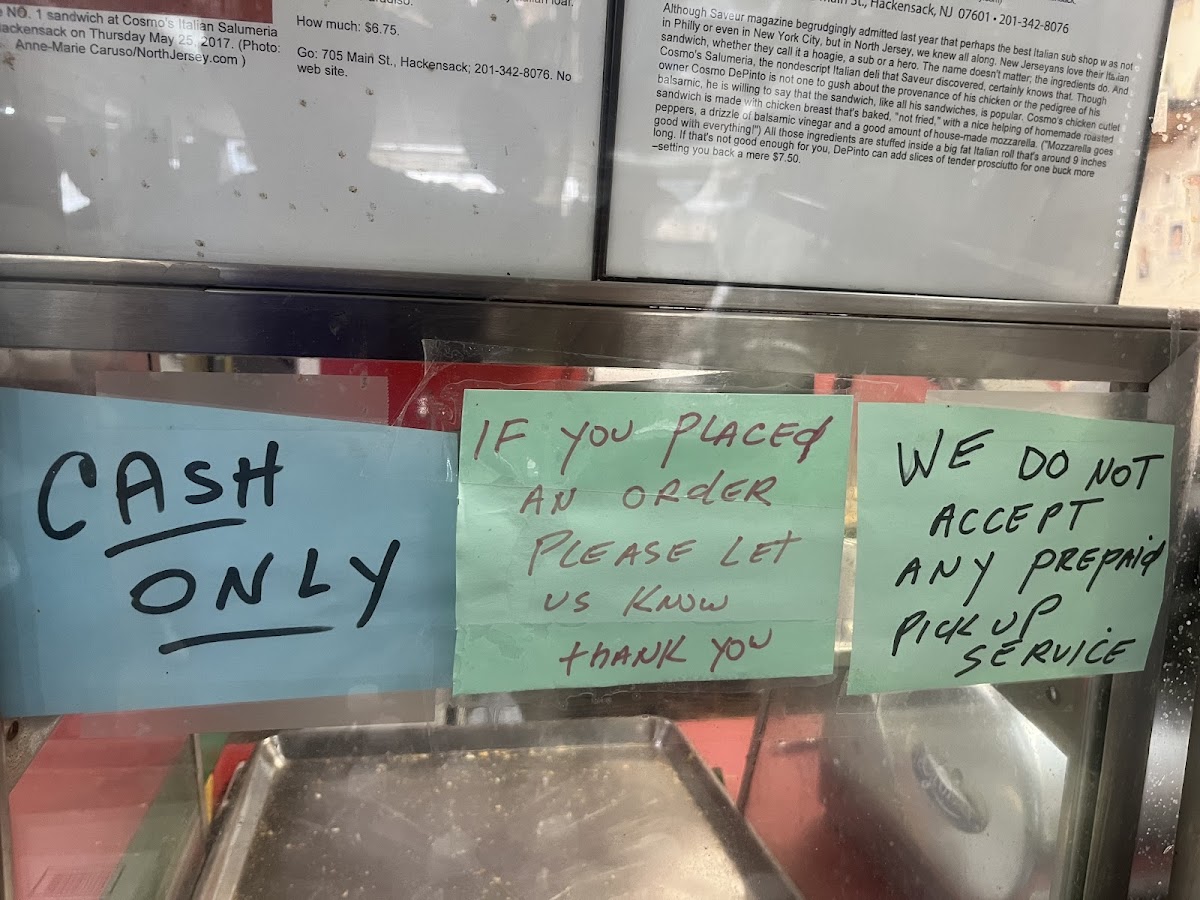 NO. 1 sandwich at Cosmo's Italian Salumeria
Hackensack on Thursday May 25, 2017. (Photo:
Anne-Marie Caruso/NorthJersey.com )
How much: $6.75.
Go: 705 Main St., Hackensack; 201-342-8076. No
web site.
St., Hackensack, NJ 07601 • 201-342-8076
Although Saveur magazine begrudgingly admitted last year that perhaps the best Italian sub shop was not
in Philly or even in New York City, but in North Jersey, we knew all along. New Jerseyans love their Italian
sandwich, whether they call it a hoagie, a sub or a hero. The name doesn't matter; the ingredients do. And
Cosmo's Salumeria, the nondescript Italian deli that Saveur discovered, certainly knows that. Though
owner Cosmo DePinto is not one to gush about the provenance of his chicken or the pedigree of his
balsamic, he is willing to say that the sandwich, like all his sandwiches, is popular. Cosmo's chicken cutlet
sandwich is made with chicken breast that's baked, "not fried," with a nice helping of homemade roasted
peppers, a drizzle of balsamic vinegar and a good amount of house-made mozzarella. ("Mozzarella goes
good with everything!") All those ingredients are stuffed inside a big fat Italian roll that's around 9 inches
long. If that's not good enough for you, DePinto can add slices of tender prosciutto for one buck more
–setting you back a mere $7.50.
CASH
ONLY
IF YOU PLACEd
AN ORdER
PLEASE LET
US KNOW
thANK YOU
WE DO NOT
ACCEPT
ANY PREPAId
PICK UP
SERVICE